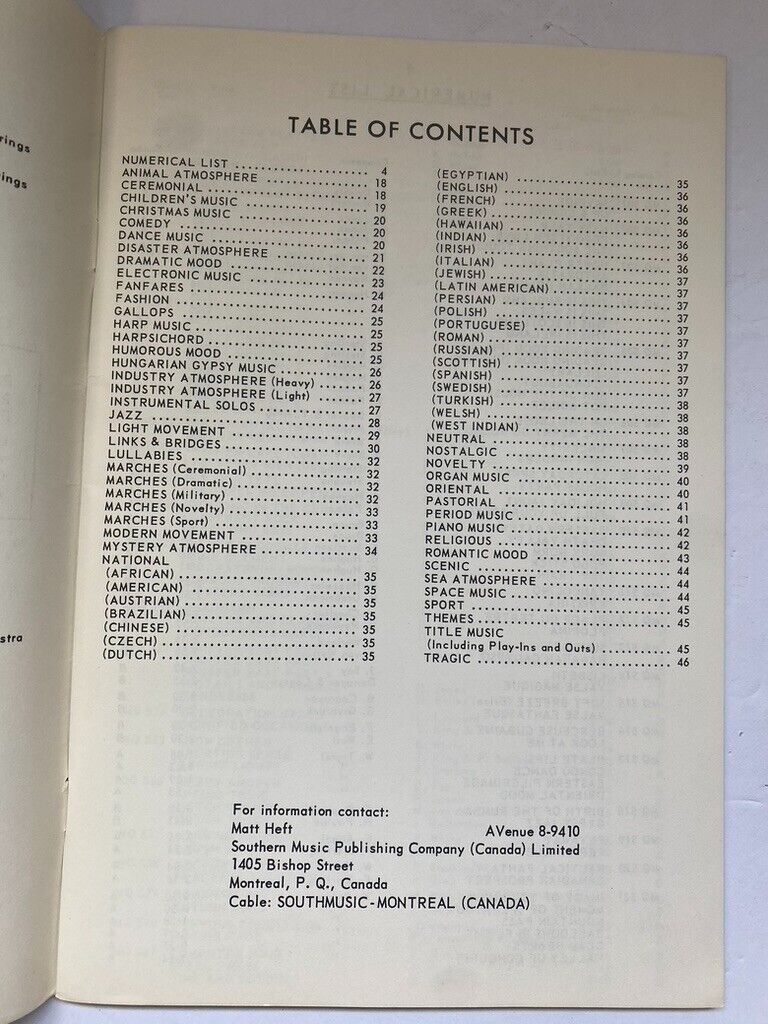 rings
ings
stra
TABLE OF CONTENTS
NUMERICAL LIST .................... 4
ANIMAL ATMOSPHERE ................ 18
CEREMONIAL ....................... 18
CHILDREN'S MUSIC ................. 19
CHRISTMAS MUSIC .................. 20
COMEDY ........................... 20
DANCE MUSIC ...................... 20
DISASTER ATMOSPHERE .............. 21
DRAMATIC MOOD .................... 22
ELECTRONIC MUSIC ................. 23
FANFARES ......................... 24
FASHION .......................... 24
GALLOPS .......................... 25
HARP MUSIC ....................... 25
HARPSICHORD ...................... 25
HUMOROUS MOOD .................... 25
HUNGARIAN GYPSY MUSIC ............ 26
INDUSTRY ATMOSPHERE (Heavy) ...... 26
INDUSTRY ATMOSPHERE (Light) ...... 27
INSTRUMENTAL SOLOS ............... 27
JAZZ ............................. 28
LIGHT MOVEMENT ................... 29
LINKS & BRIDGES .................. 30
LULLABIES ........................ 32
MARCHES (Ceremonial) ............. 32
MARCHES (Dramatic) ............... 32
MARCHES (Military) ............... 32
MARCHES (Novelty) ................ 33
MARCHES (Sport) .................. 33
MODERN MOVEMENT .................. 33
MYSTERY ATMOSPHERE ............... 34
NATIONAL
(AFRICAN) ........................ 35
(AMERICAN) ....................... 35
(AUSTRIAN) ....................... 35
(BRAZILIAN) ...................... 35
(CHINESE) ........................ 35
(CZECH) .......................... 35
(DUTCH) .......................... 35
(EGYPTIAN) ....................... 35
(ENGLISH) ........................ 36
(FRENCH) ......................... 36
(GREEK) .......................... 36
(HAWAIIAN) ....................... 36
(INDIAN) ......................... 36
(IRISH) .......................... 36
(ITALIAN) ........................ 36
(JEWISH) ......................... 37
(LATIN AMERICAN) ................. 37
(PERSIAN) ........................ 37
(POLISH) ......................... 37
(PORTUGUESE) ..................... 37
(ROMAN) .......................... 37
(RUSSIAN) ........................ 37
(SCOTTISH) ....................... 37
(SPANISH) ........................ 37
(SWEDISH) ........................ 37
(TURKISH) ........................ 38
(WELSH) .......................... 38
(WEST INDIAN) .................... 38
NEUTRAL .......................... 38
NOSTALGIC ........................ 38
NOVELTY .......................... 39
ORGAN MUSIC ...................... 40
ORIENTAL ......................... 40
PASTORIAL ........................ 41
PERIOD MUSIC ..................... 41
PIANO MUSIC ...................... 42
RELIGIOUS ........................ 42
ROMANTIC MOOD .................... 43
SCENIC ........................... 44
SEA ATMOSPHERE ................... 44
SPACE MUSIC ...................... 44
SPORT ............................ 45
THEMES ........................... 45
TITLE MUSIC
(Including Play-Ins and Outs) .... 45
TRAGIC ........................... 46
For information contact:
Matt Heft AVenue 8-9410
Southern Music Publishing Company (Canada) Limited
1405 Bishop Street
Montreal, P. Q., Canada
Cable: SOUTHMUSIC-MONTREAL (CANADA)